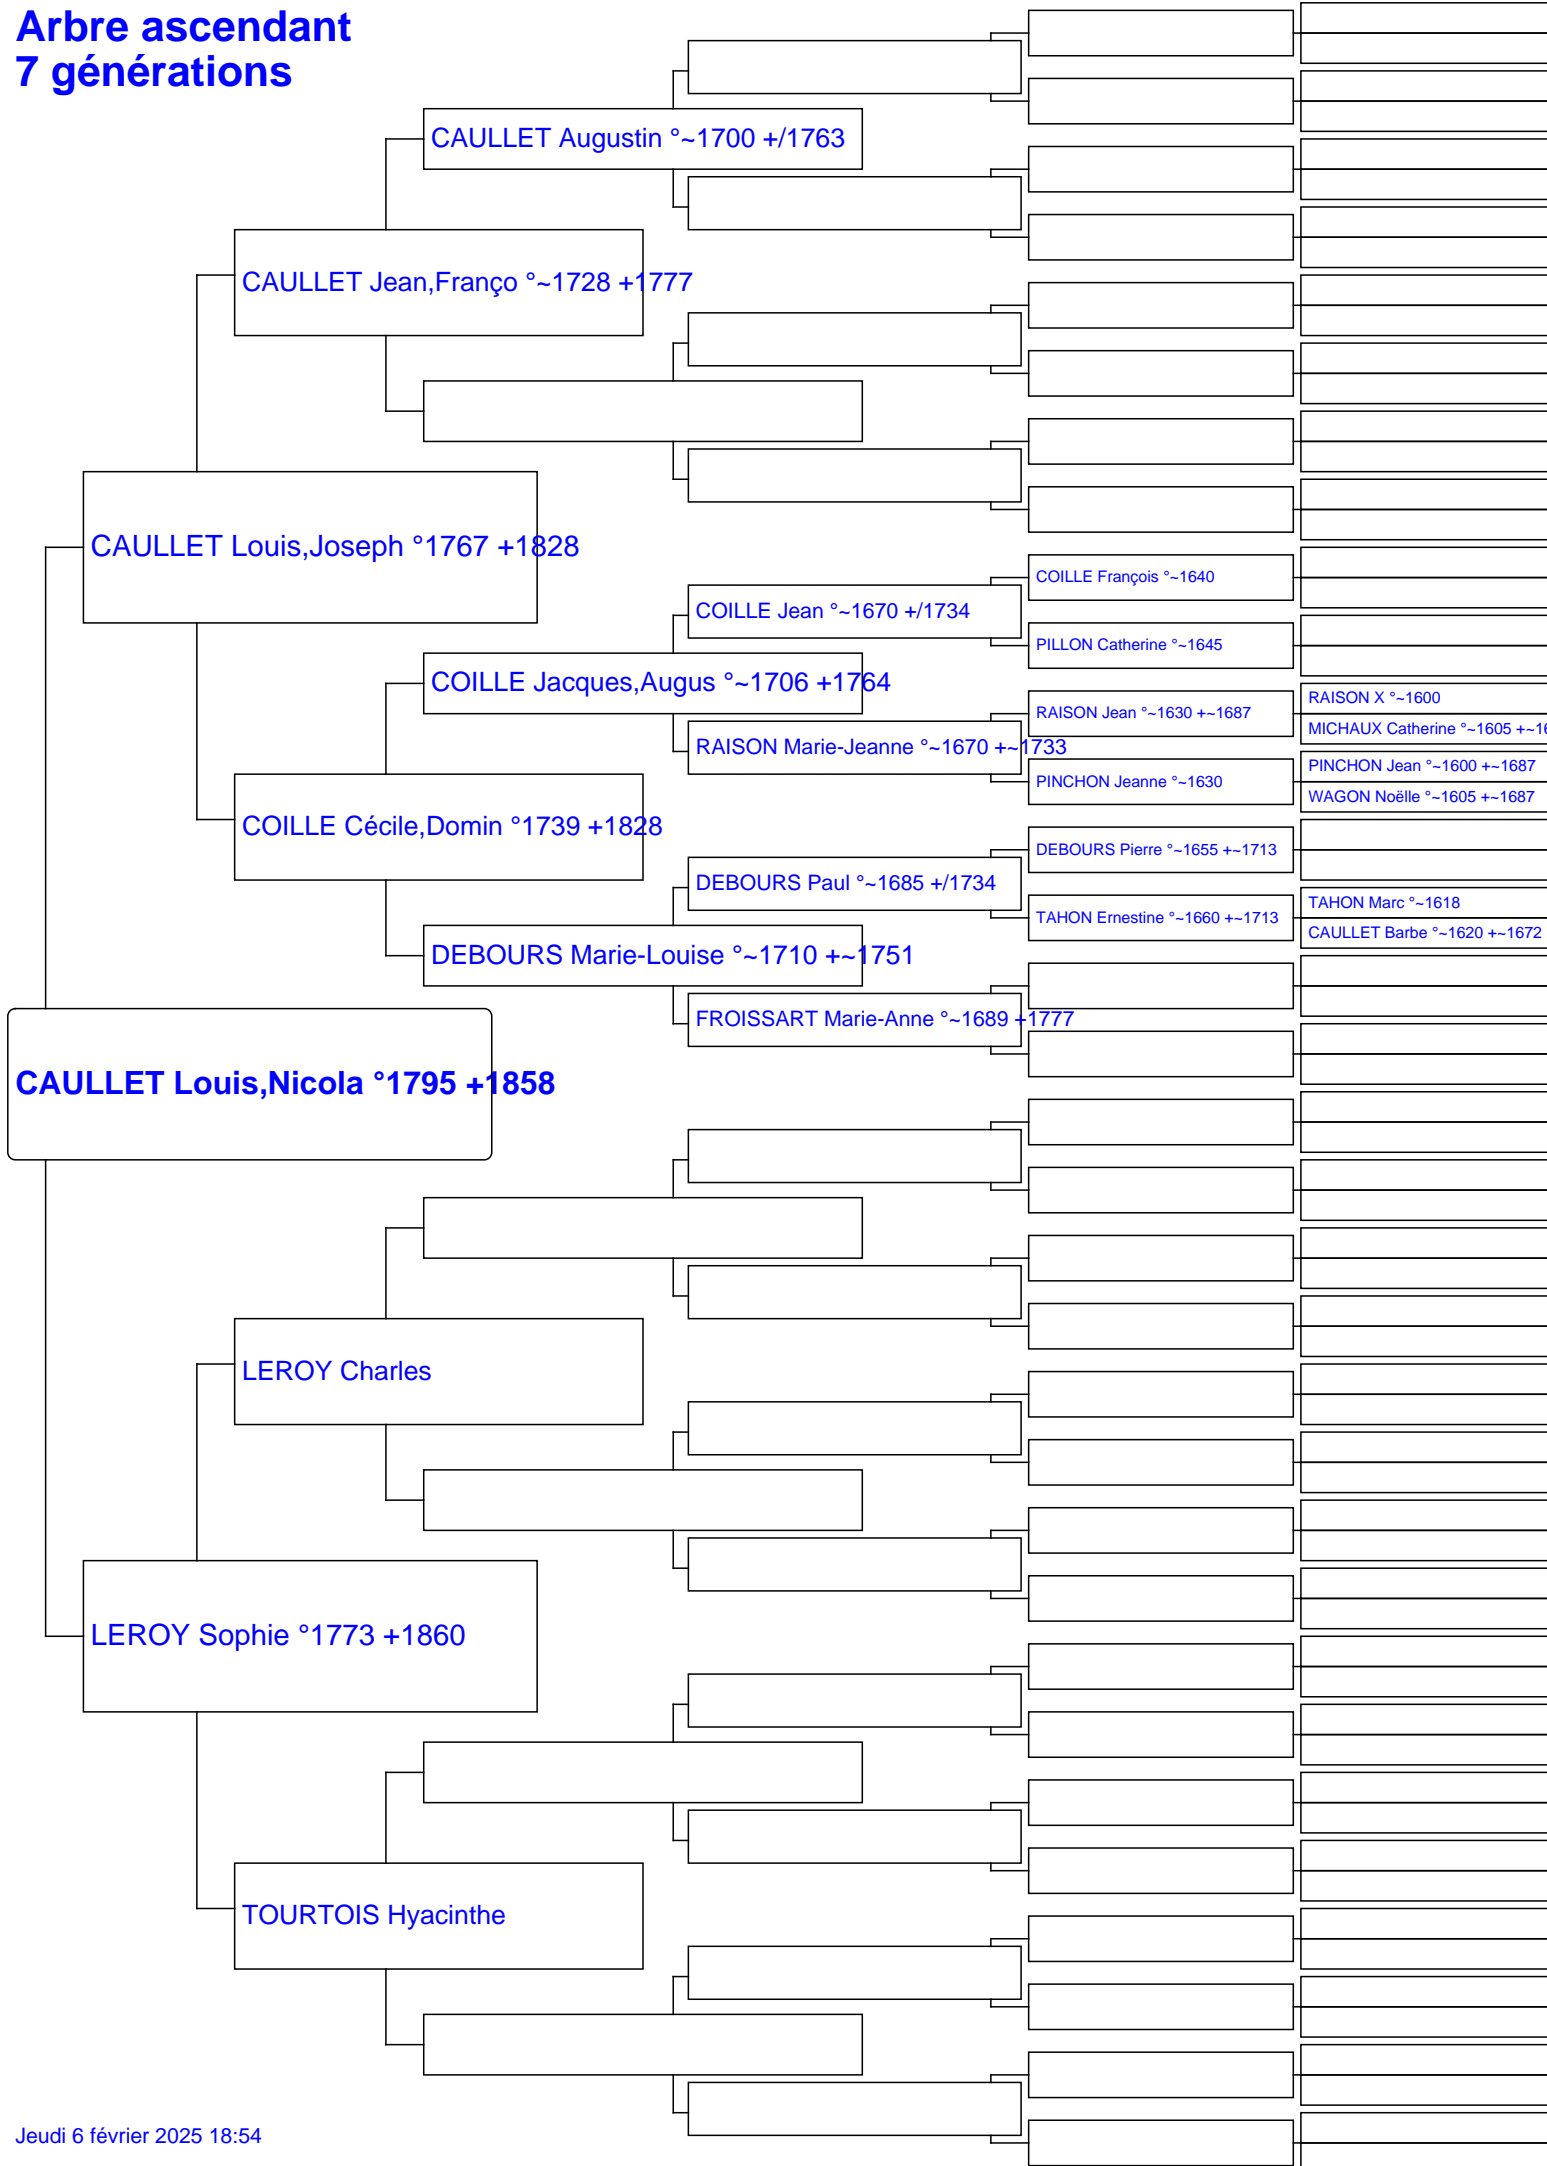 Arbre ascendant
7 générations
CAULLET Augustin °~1700 +/1763
CAULLET Jean,Franço °~1728 +1777
CAULLET Louis,Joseph °1767 +1828
COILLE François °~1640
COILLE Jean °~1670 +/1734
PILLON Catherine °~1645
COILLE Jacques,Augus °~1706 +1764
RAISON X °~1600
RAISON Jean °~1630 +~1687
MICHAUX Catherine °~1605 +~16
RAISON Marie-Jeanne °~1670 +~1733
PINCHON Jean °~1600 +~1687
PINCHON Jeanne °~1630
WAGON Noëlle °~1605 +~1687
COILLE Cécile,Domin °1739 +1828
DEBOURS Pierre °~1655 +~1713
DEBOURS Paul °~1685 +/1734
TAHON Marc °~1618
TAHON Ernestine °~1660 +~1713
CAULLET Barbe °~1620 +~1672
DEBOURS Marie-Louise °~1710 +~1751
FROISSART Marie-Anne °~1689 +1777
CAULLET Louis,Nicola °1795 +1858
LEROY Charles
LEROY Sophie °1773 +1860
TOURTOIS Hyacinthe
Jeudi 6 février 2025 18:54